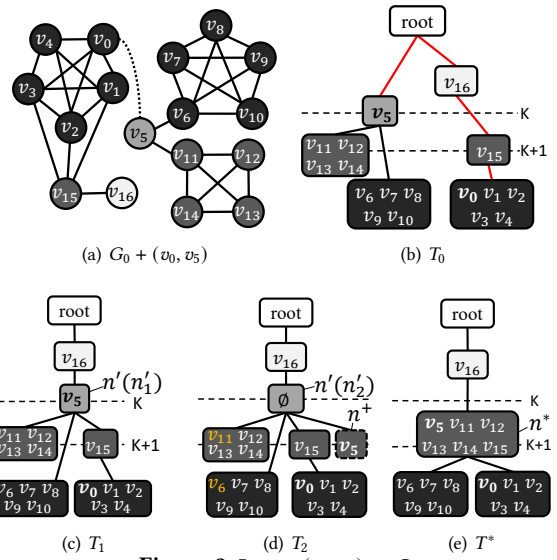 v₄ v₀ v₃ v₁ v₂ v₁₅ v₁₆ v₅
v₈ v₇ v₉ v₆ v₁₀ v₁₁ v₁₂ v₁₄ v₁₃
(a) G₀ + (v₀, v₅)
root
v₁₆
v₅
K
v₁₁ v₁₂
v₁₃ v₁₄
v₁₅
K+1
v₆ v₇ v₈
v₉ v₁₀
v₀ v₁ v₂
v₃ v₄
(b) T₀
root
v₁₆
v₅
n′(n′₁)
K
v₁₁ v₁₂
v₁₃ v₁₄
v₁₅
K+1
v₆ v₇ v₈
v₉ v₁₀
v₀ v₁ v₂
v₃ v₄
(c) T₁
root
v₁₆
∅
n′(n′₂)
n⁺
v₁₁ v₁₂
v₁₃ v₁₄
v₁₅
v₅
v₆ v₇ v₈
v₉ v₁₀
v₀ v₁ v₂
v₃ v₄
(d) T₂
root
v₁₆
K
v₅ v₁₁ v₁₂
v₁₃ v₁₄ v₁₅
n*
K+1
v₆ v₇ v₈
v₉ v₁₀
v₀ v₁ v₂
v₃ v₄
(e) T*